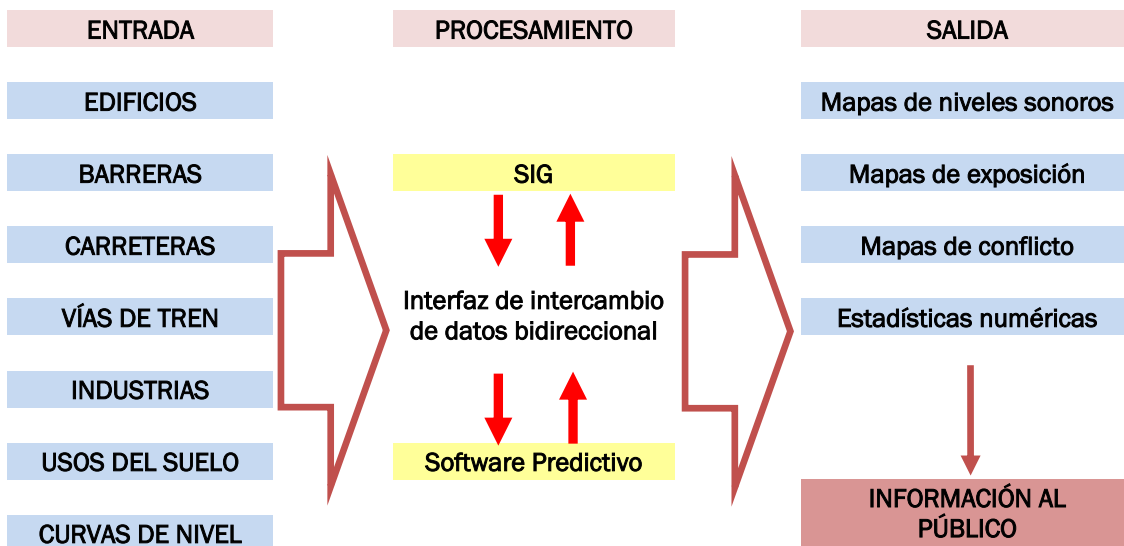 ENTRADA
EDIFICIOS
BARRERAS
CARRETERAS
VÍAS DE TREN
INDUSTRIAS
USOS DEL SUELO
CURVAS DE NIVEL
PROCESAMIENTO
SIG
Interfaz de intercambio
de datos bidireccional
Software Predictivo
SALIDA
Mapas de niveles sonoros
Mapas de exposición
Mapas de conflicto
Estadísticas numéricas
INFORMACIÓN AL
PÚBLICO